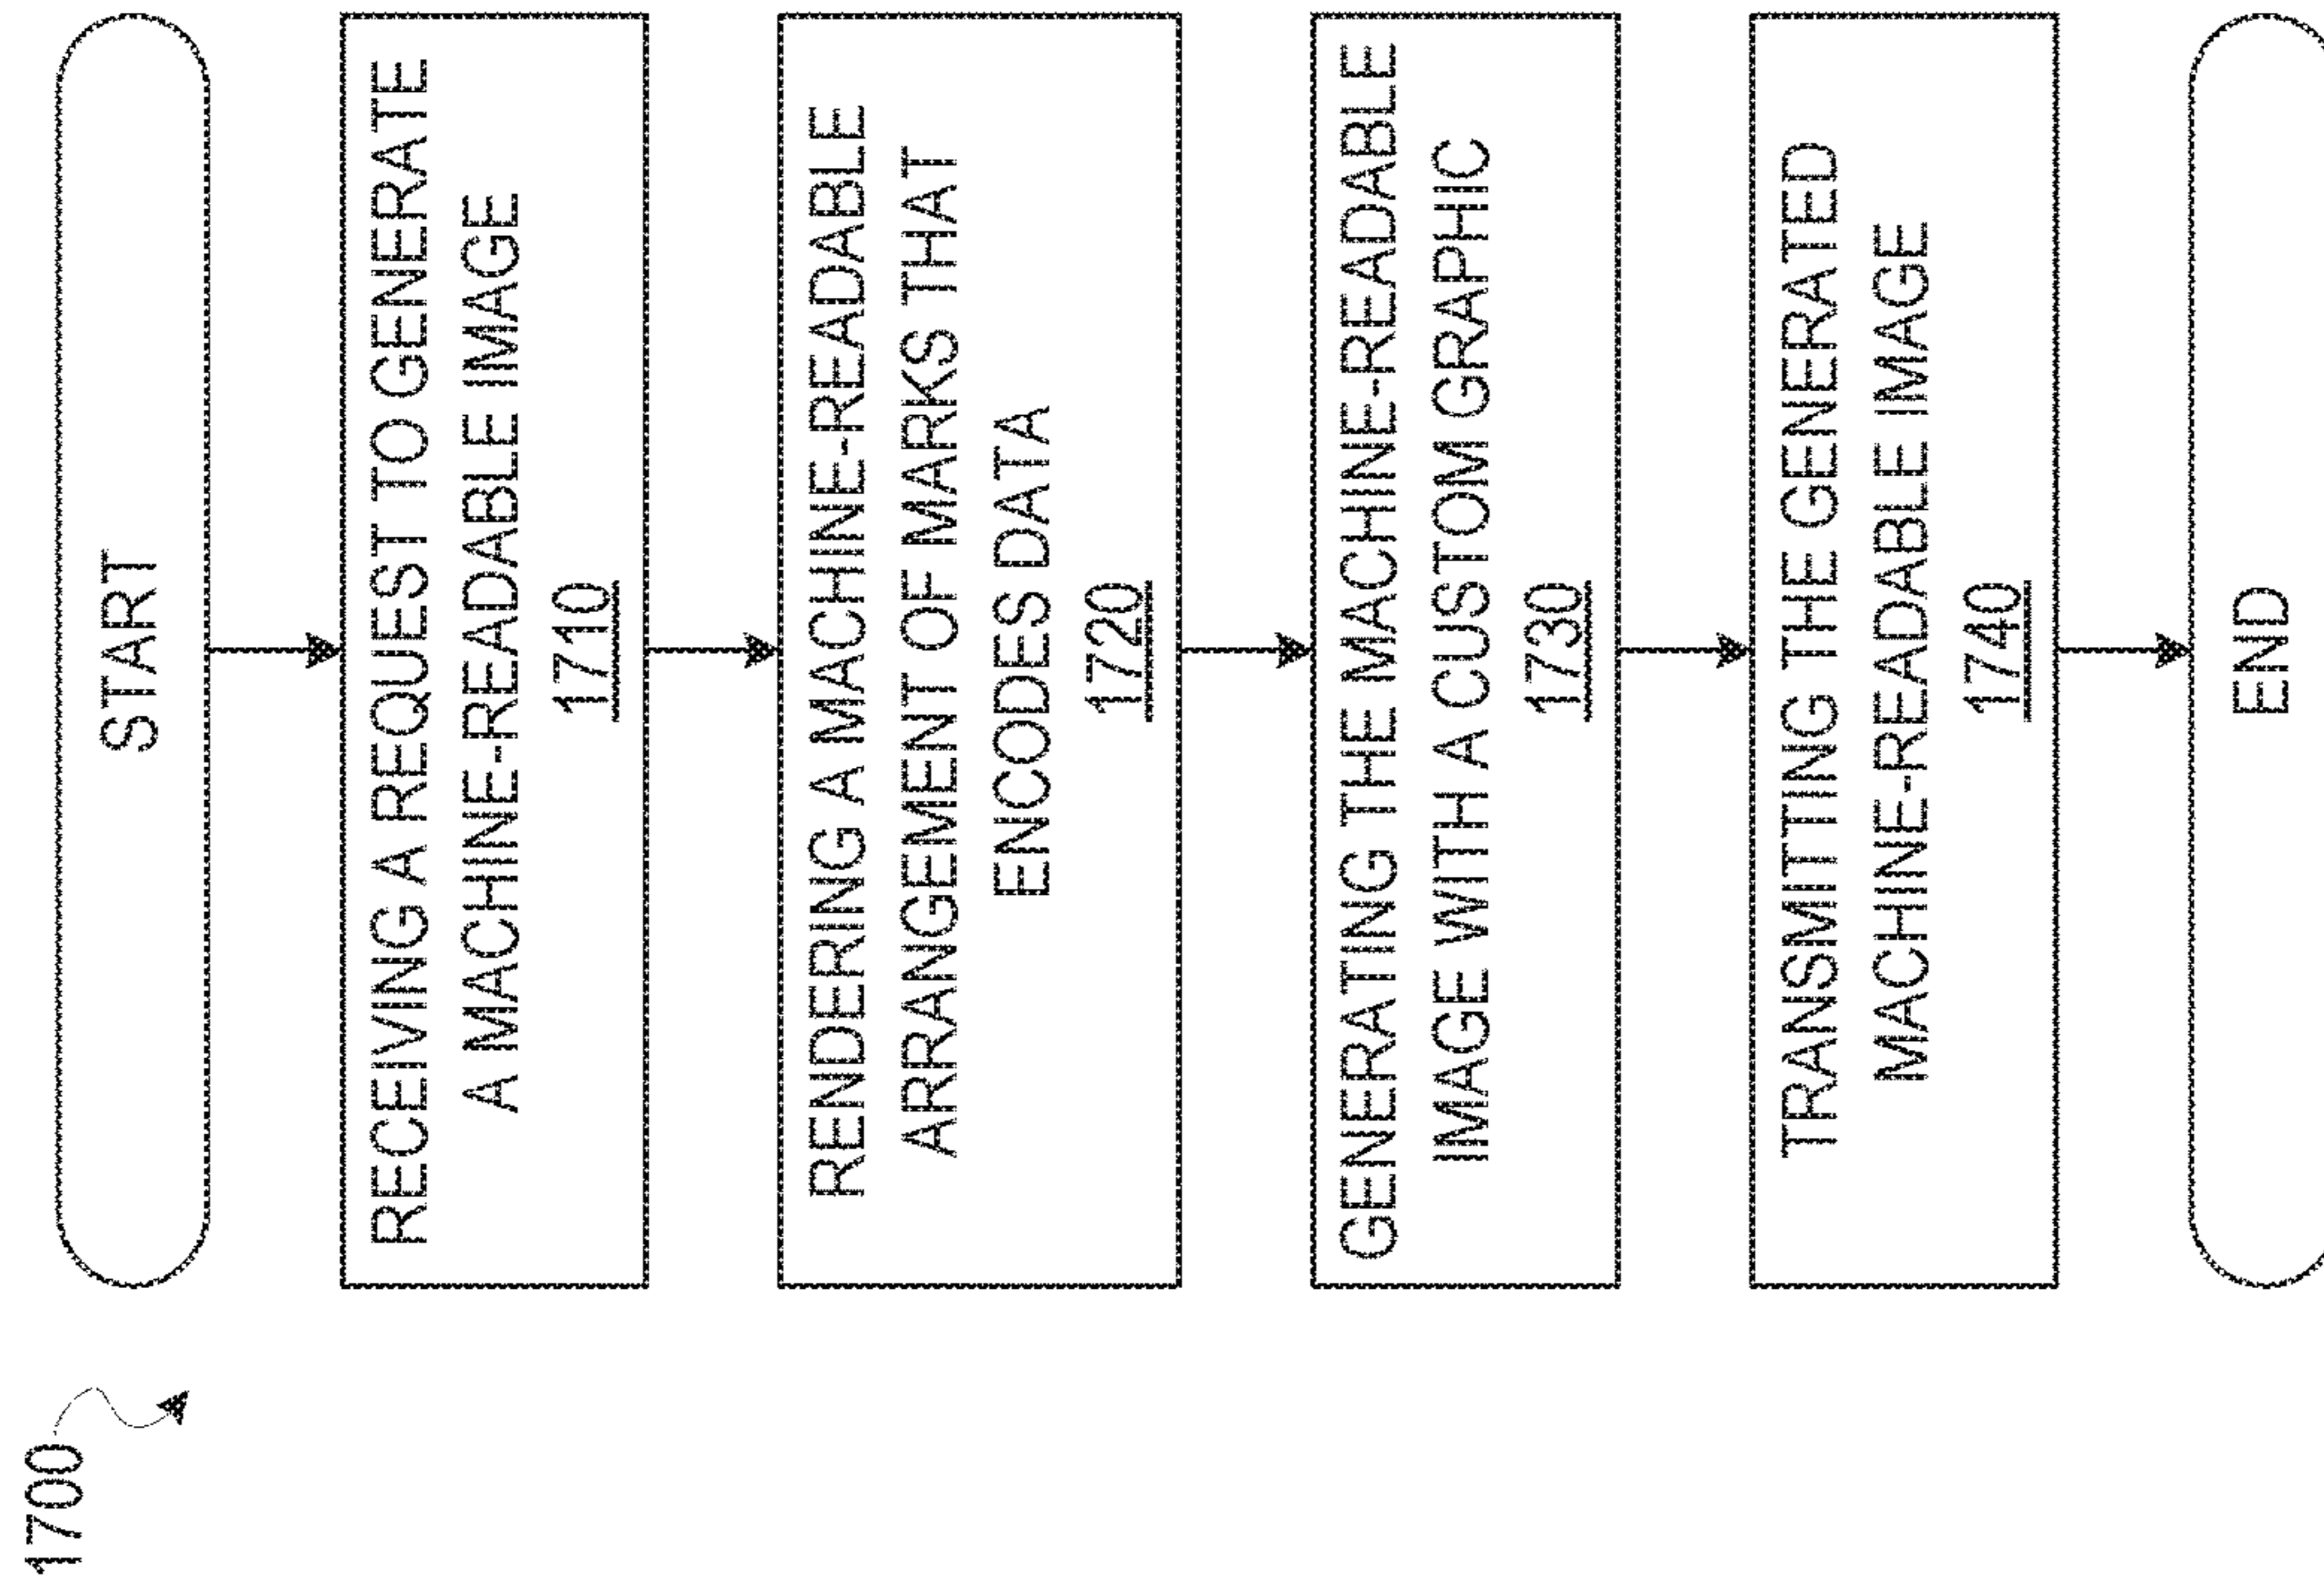 1700
START
RECEIVING A REQUEST TO GENERATE
A MACHINE-READABLE IMAGE
1710
RENDERING A MACHINE-READABLE
ARRANGEMENT OF MARKS THAT
ENCODES DATA
1720
GENERATING THE MACHINE-READABLE
IMAGE WITH A CUSTOM GRAPHIC
1730
TRANSMITTING THE GENERATED
MACHINE-READABLE IMAGE
1740
END